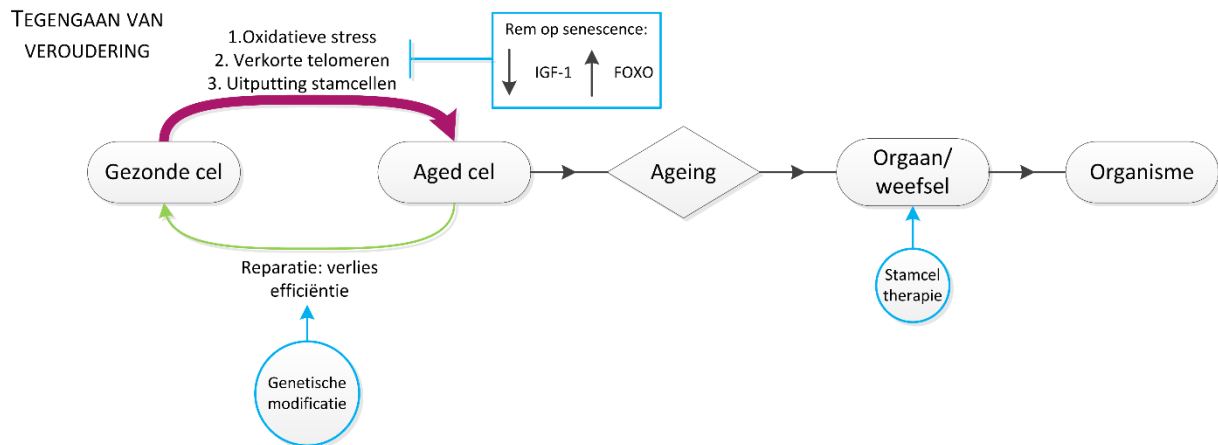 TEGENGAAN VAN
VEROUDERING
1.Oxidatieve stress
2. Verkorte telomeren
3. Uitputting stamcellen
Rem op senescence:
IGF-1 FOXO
Gezonde cel
Aged cel
Ageing
Orgaan/
weefsel
Organisme
Reparatie: verlies
efficiëntie
Stamcel
therapie
Genetische
modificatie